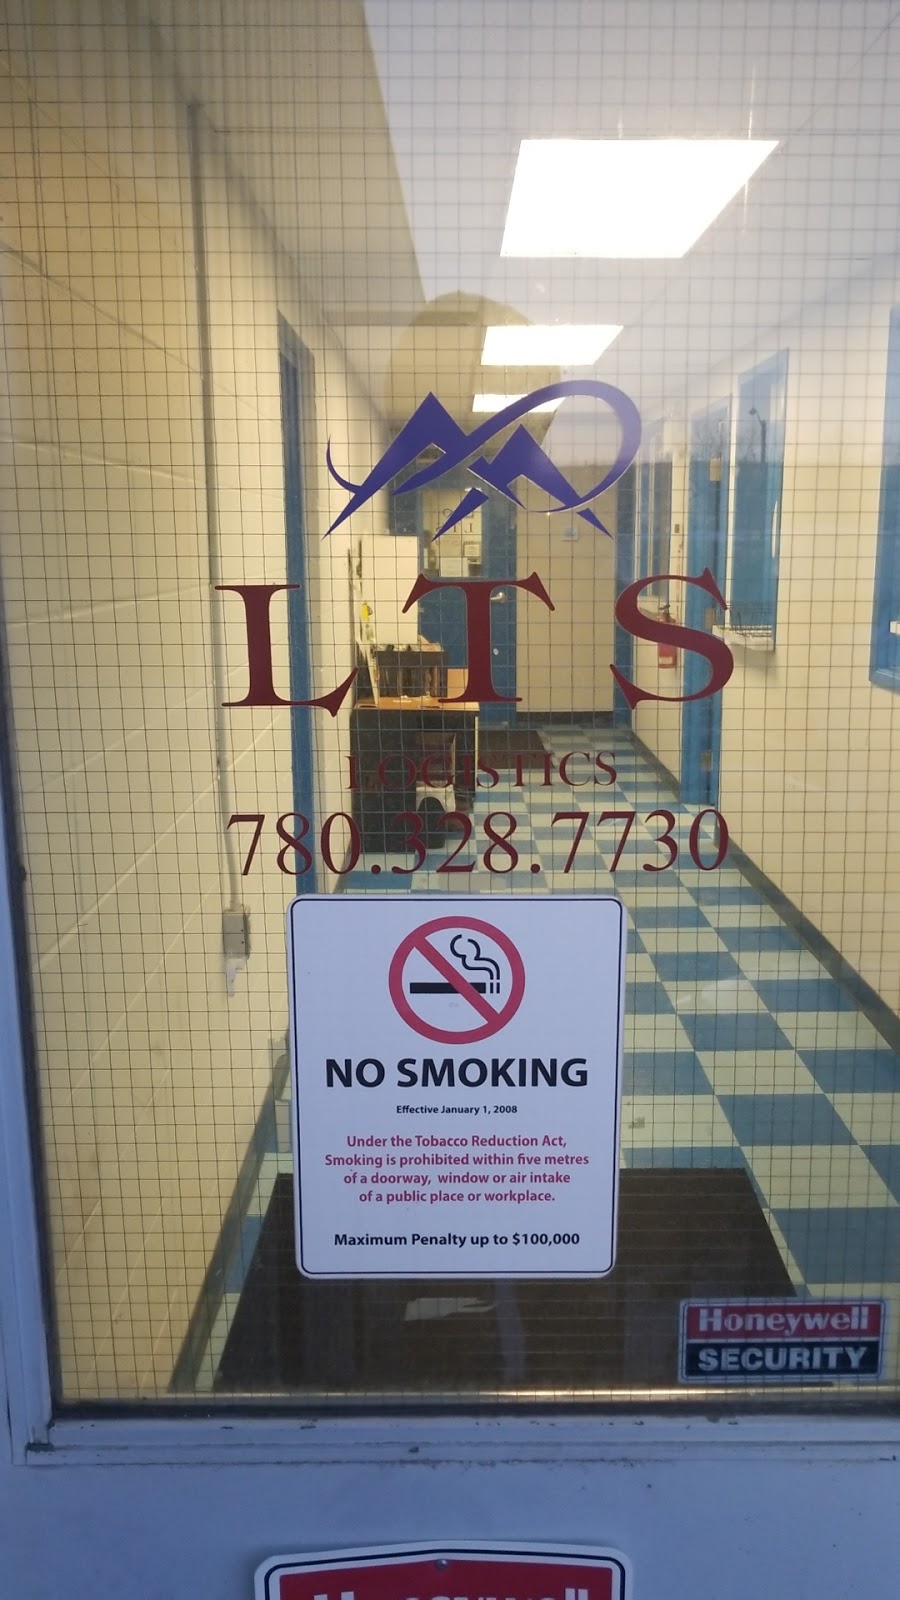 LTS
LOGISTICS
780.328.7730
NO SMOKING
Effective January 1, 2008
Under the Tobacco Reduction Act,
Smoking is prohibited within five metres
of a doorway, window or air intake
of a public place or workplace.
Maximum Penalty up to $100,000
Honeywell
SECURITY
Honeywell